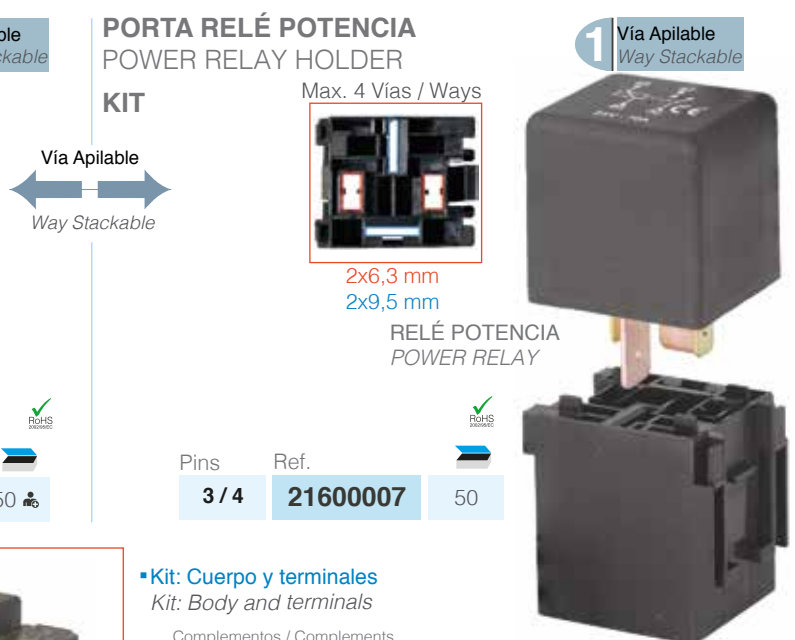 ble
ckable
PORTA RELÉ POTENCIA
POWER RELAY HOLDER
KIT
Max. 4 Vías / Ways
1 Vía Apilable
Way Stackable
Vía Apilable
Way Stackable
2x6,3 mm
2x9,5 mm
RELÉ POTENCIA
POWER RELAY
RoHS
RoHS
Pins
Ref.
50
3 / 4
21600007
50
▪Kit: Cuerpo y terminales
Kit: Body and terminals
Complementos / Complements